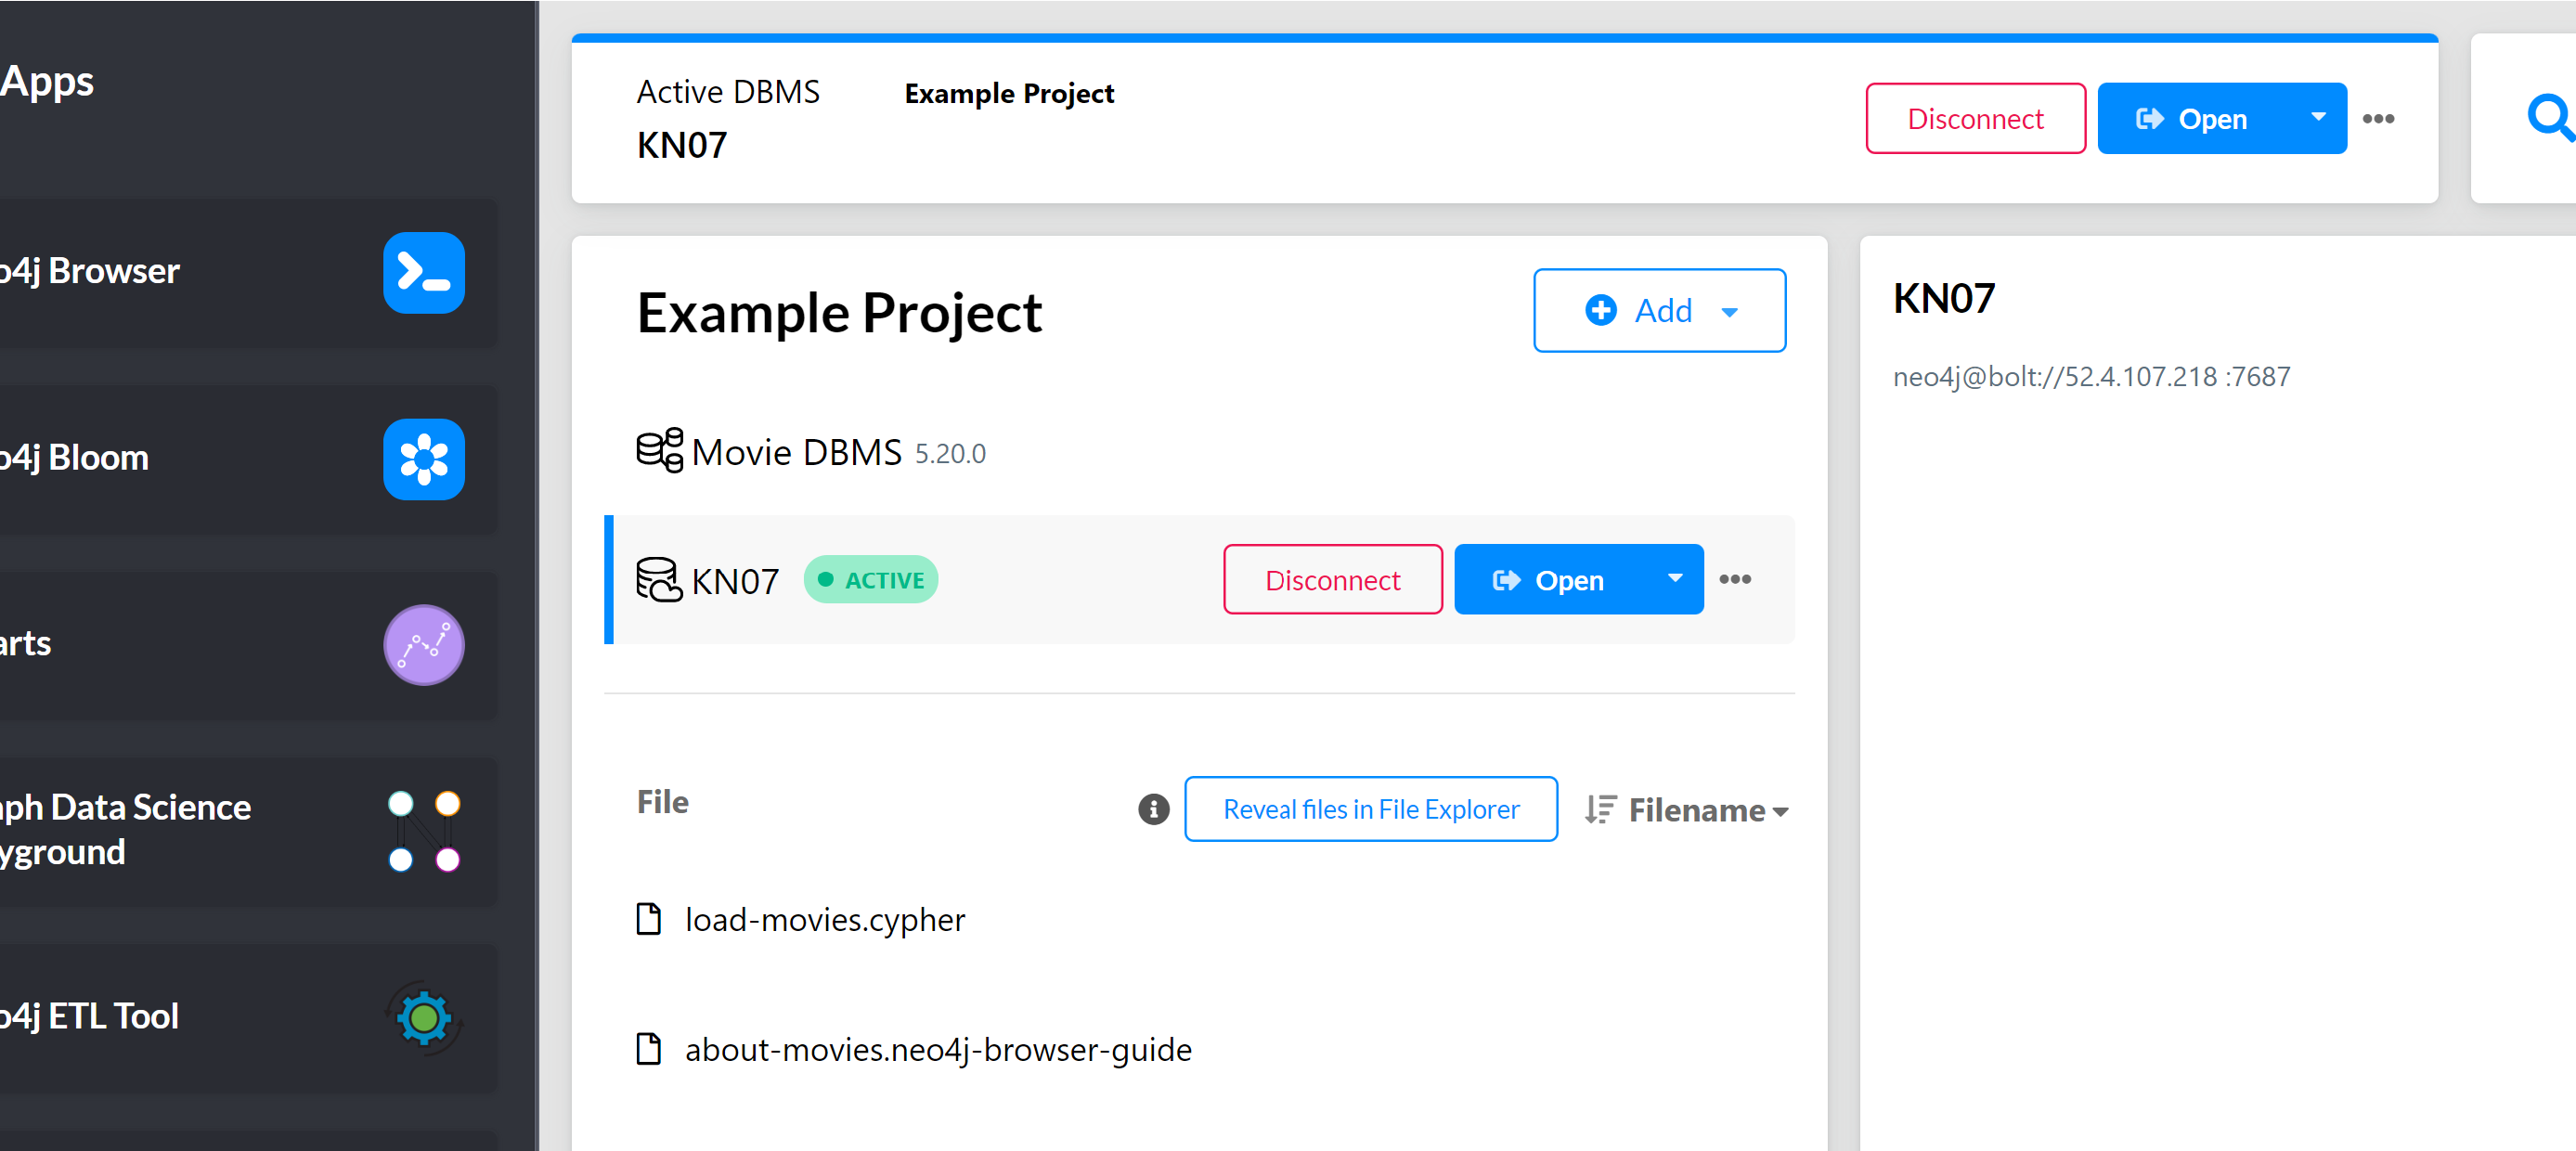 Apps
o4j Browser
o4j Bloom
arts
aph Data Science
yground
o4j ETL Tool
Active DBMS
KN07
Example Project
Disconnect
Open
Example Project
Add
Movie DBMS 5.20.0
KN07 ACTIVE Disconnect Open
File Reveal files in File Explorer Filename
load-movies.cypher
about-movies.neo4j-browser-guide
KN07
neo4j@bolt://52.4.107.218 :7687